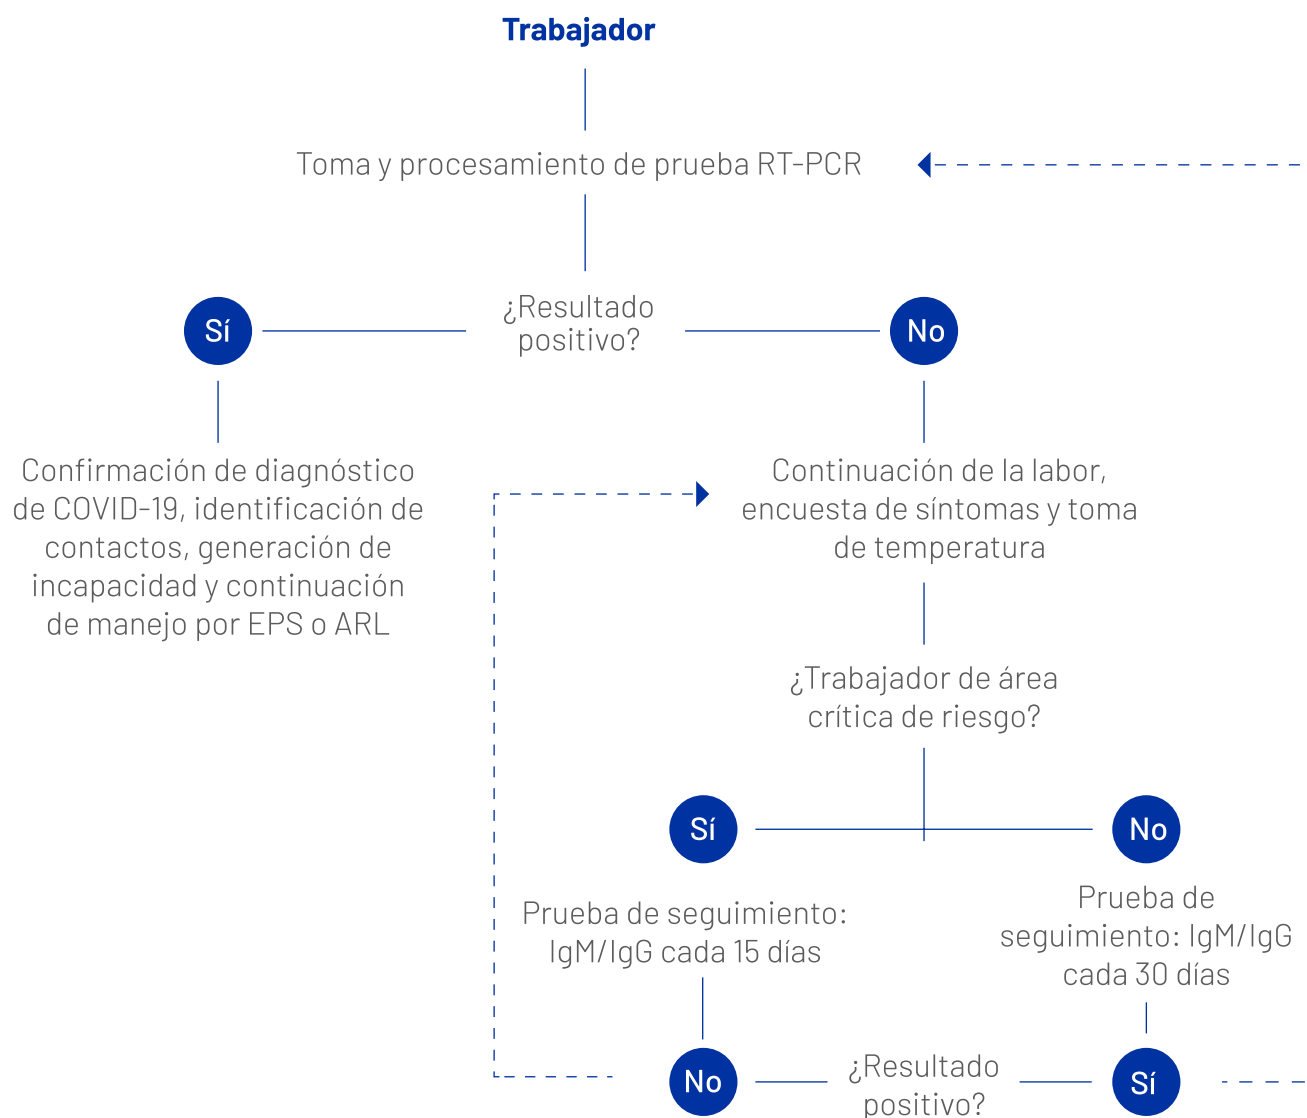 Trabajador
Toma y procesamiento de prueba RT-PCR
¿Resultado
positivo?
Sí
No
Confirmación de diagnóstico
de COVID-19, identificación de
contactos, generación de
incapacidad y continuación
de manejo por EPS o ARL
Continuación de la labor,
encuesta de síntomas y toma
de temperatura
¿Trabajador de área
crítica de riesgo?
Sí
No
Prueba de seguimiento:
IgM/IgG cada 15 días
Prueba de
seguimiento: IgM/IgG
cada 30 días
No
¿Resultado
positivo?
Sí